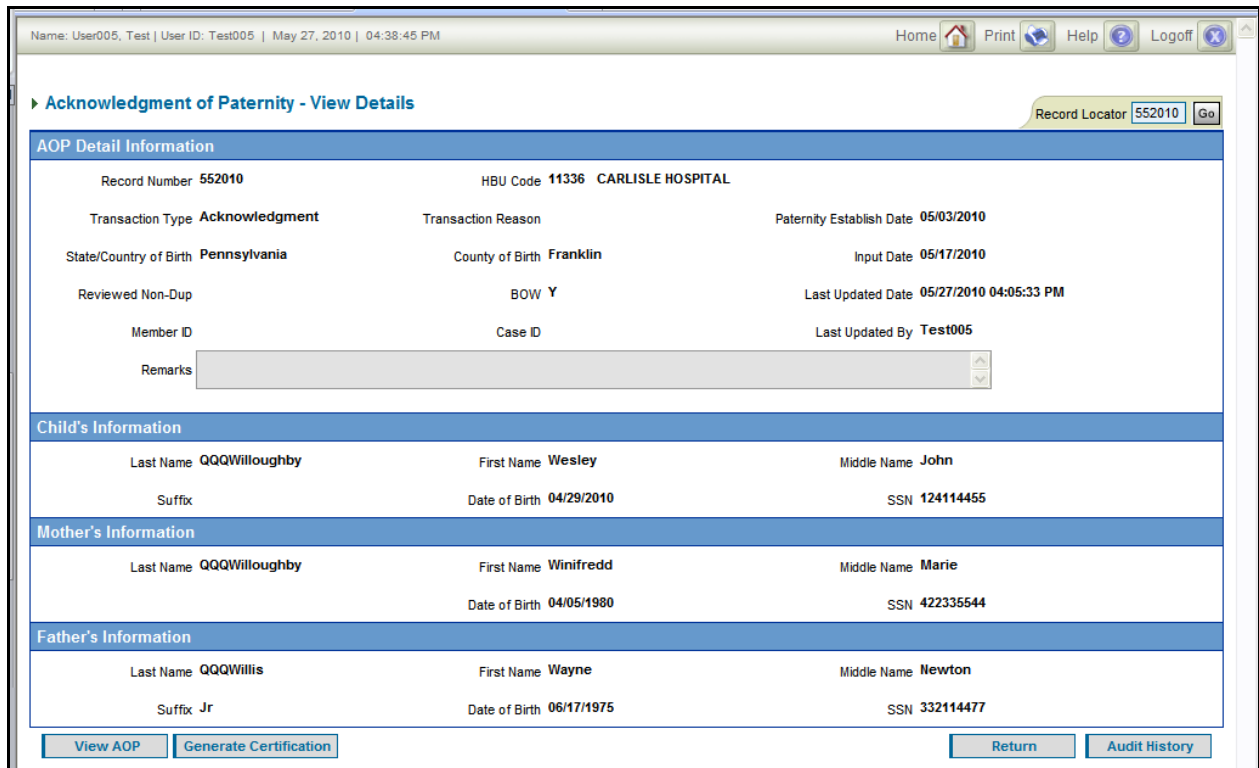 Name: User005, Test | User ID: Test005 | May 27, 2010 | 04:38:45 PM Home Print Help Logoff
Acknowledgment of Paternity - View Details
Record Locator 552010 Go
AOP Detail Information
Record Number 552010 HBU Code 11336 CARLISLE HOSPITAL
Transaction Type Acknowledgment Transaction Reason Paternity Establish Date 05/03/2010
State/Country of Birth Pennsylvania County of Birth Franklin Input Date 05/17/2010
Reviewed Non-Dup BOW Y Last Updated Date 05/27/2010 04:05:33 PM
Member ID Case ID Last Updated By Test005
Remarks
Child's Information
Last Name QQQWilloughby First Name Wesley Middle Name John
Suffix Date of Birth 04/29/2010 SSN 124114455
Mother's Information
Last Name QQQWilloughby First Name Winifredd Middle Name Marie
Date of Birth 04/05/1980 SSN 422335544
Father's Information
Last Name QQQWillis First Name Wayne Middle Name Newton
Suffix Jr Date of Birth 06/17/1975 SSN 332114477
View AOP Generate Certification Return Audit History